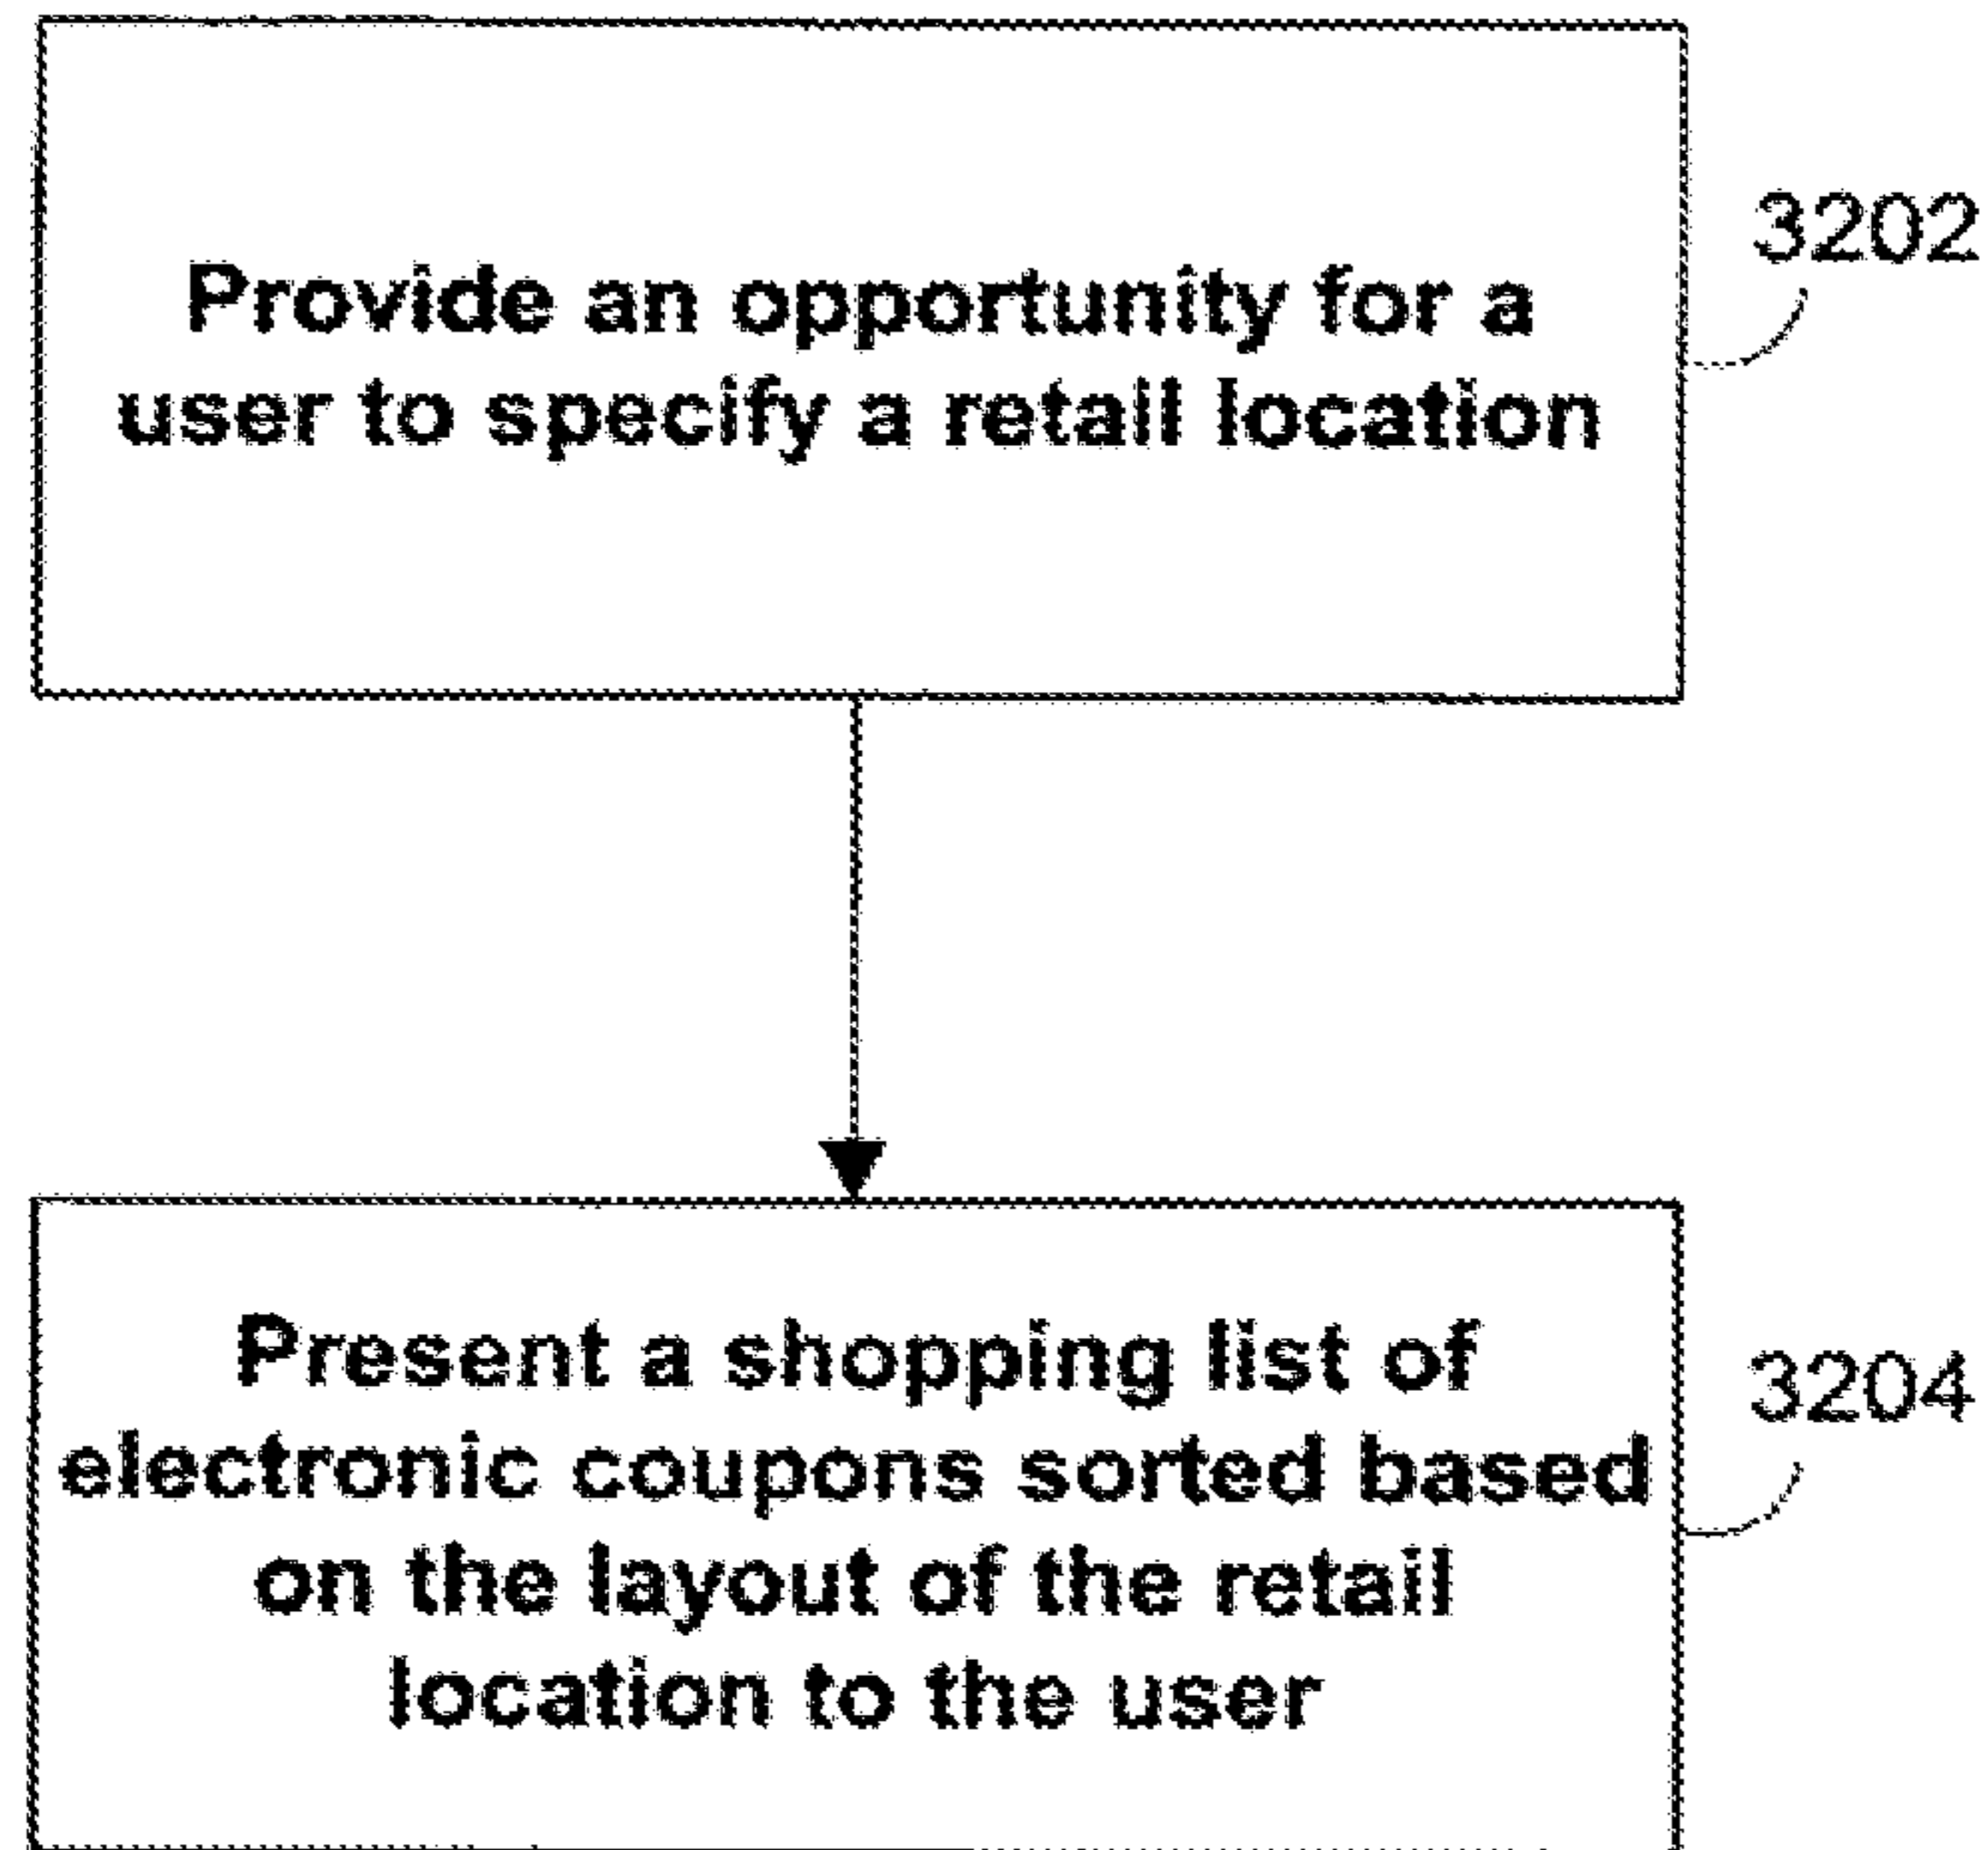 Provide an opportunity for a
user to specify a retail location
3202
Present a shopping list of
electronic coupons sorted based
on the layout of the retail
location to the user
3204